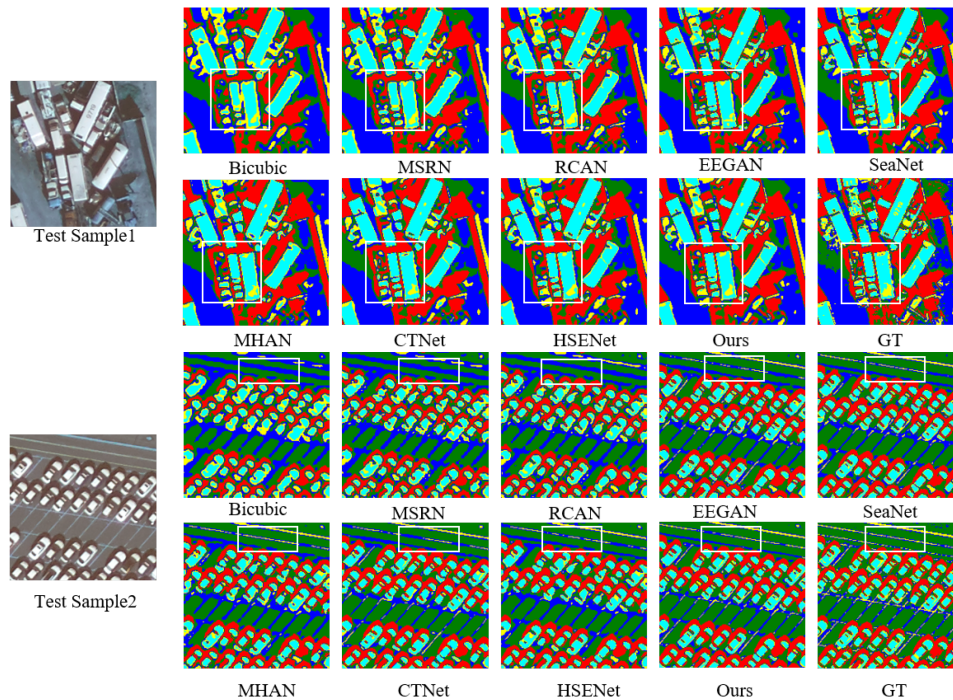 Bicubic MSRN RCAN EEGAN SeaNet
Test Sample1
MHAN CTNet HSENet Ours GT
Bicubic MSRN RCAN EEGAN SeaNet
Test Sample2
MHAN CTNet HSENet Ours GT